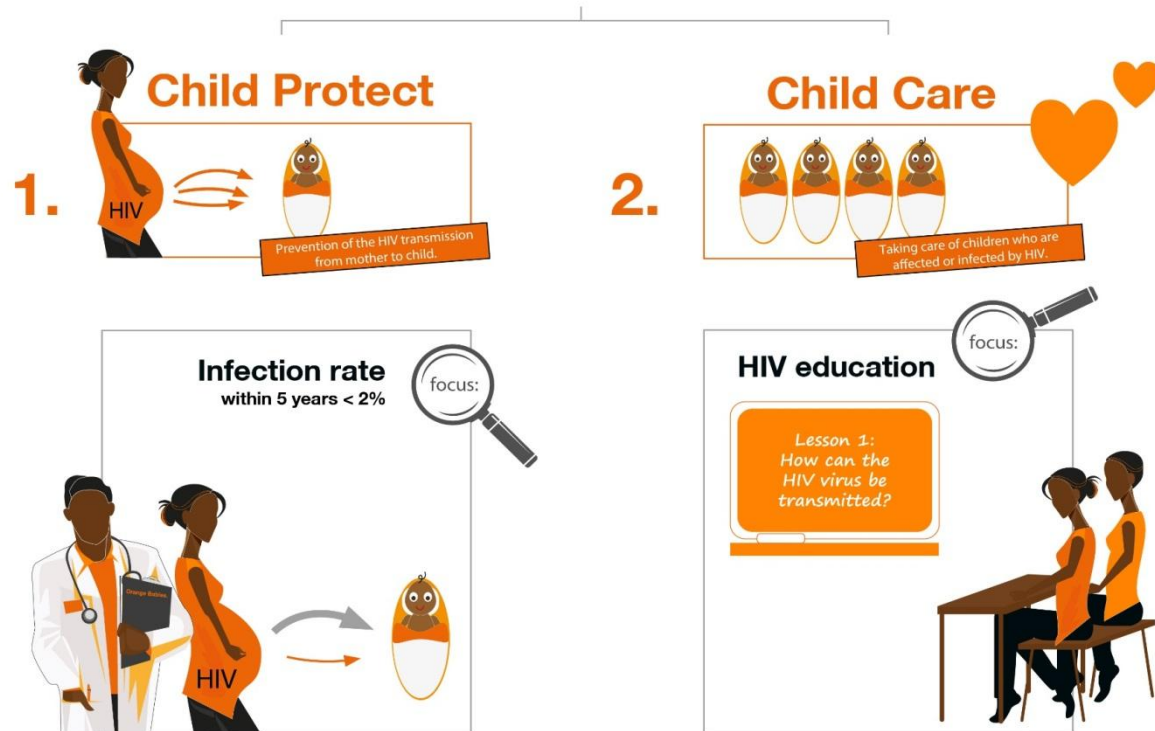 Child Protect
1.
HIV
Prevention of the HIV transmission
from mother to child.
Child Care
2.
Taking care of children who are
affected or infected by HIV.
Infection rate
within 5 years < 2%
focus:
Orange Babies.
HIV
HIV education
focus:
Lesson 1:
How can the
HIV virus be
transmitted?